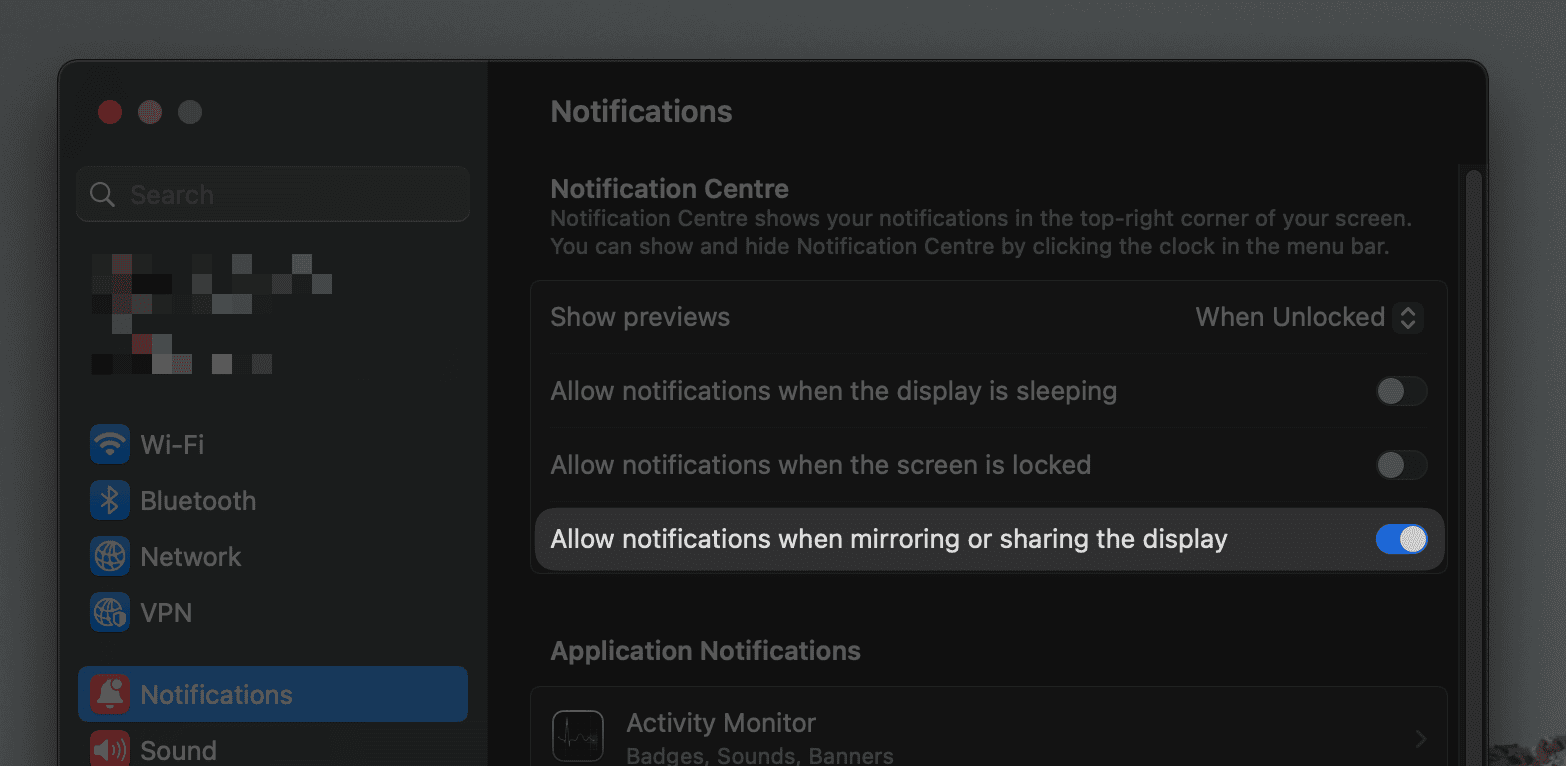 Notifications
Search
Notification Centre
Notification Centre shows your notifications in the top-right corner of your screen.
You can show and hide Notification Centre by clicking the clock in the menu bar.
Show previews When Unlocked
Allow notifications when the display is sleeping
Allow notifications when the screen is locked
Allow notifications when mirroring or sharing the display
Wi-Fi
Bluetooth
Network
VPN
Notifications
Sound
Application Notifications
Activity Monitor
Badges, Sounds, Banners